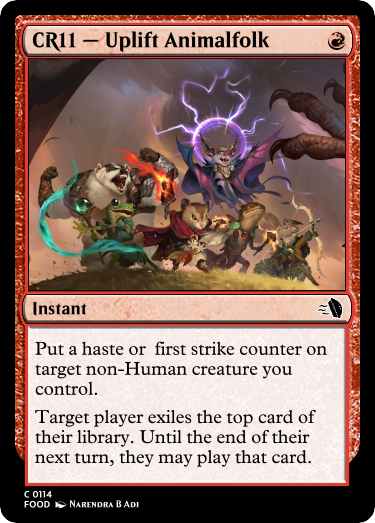 CR11 — Uplift Animalfolk
Instant
Put a haste or  first strike counter on
target non-Human creature you
control.
Target player exiles the top card of
their library. Until the end of their
next turn, they may play that card.
C 0114
FOOD Narendra B Adi